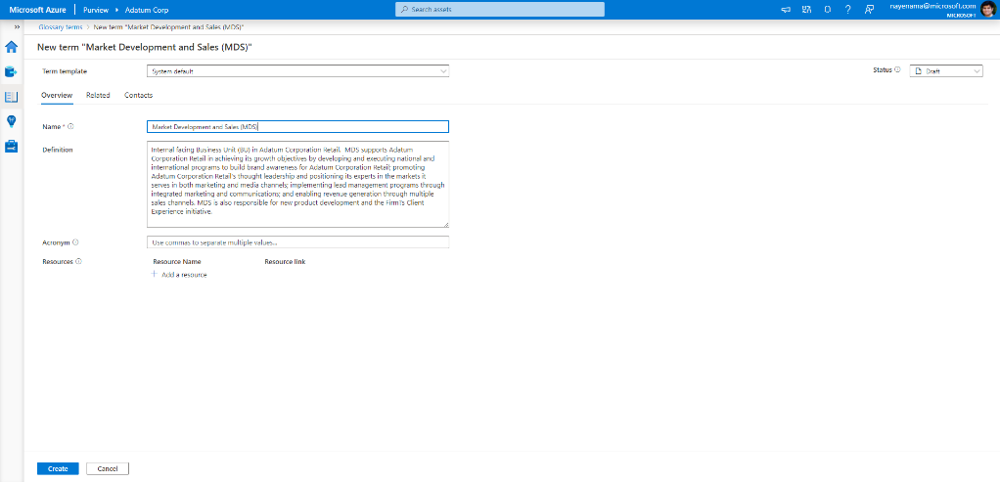 Microsoft Azure | Purview ▸ Adatum Corp
Search assets
nayenama@microsoft.com
MICROSOFT
Glossary terms > New term "Market Development and Sales (MDS)"
New term "Market Development and Sales (MDS)"
Term template
System default
Status
Draft
Overview Related Contacts
Name *
Market Development and Sales (MDS)
Definition
Internal facing Business Unit (BU) in Adatum Corporation Retail. MDS supports Adatum
Corporation Retail in achieving its growth objectives by developing and executing national and
international programs to build brand awareness for Adatum Corporation Retail; promoting
Adatum Corporation Retail's thought leadership and positioning its experts in the markets it
serves in both marketing and media channels; implementing lead management programs through
integrated marketing and communications; and enabling revenue generation through multiple
sales channels. MDS is also responsible for new product development and the FirmTs Client
Experience initiative.
Acronym
Use commas to separate multiple values...
Resources
Resource Name Resource link
+ Add a resource
Create Cancel